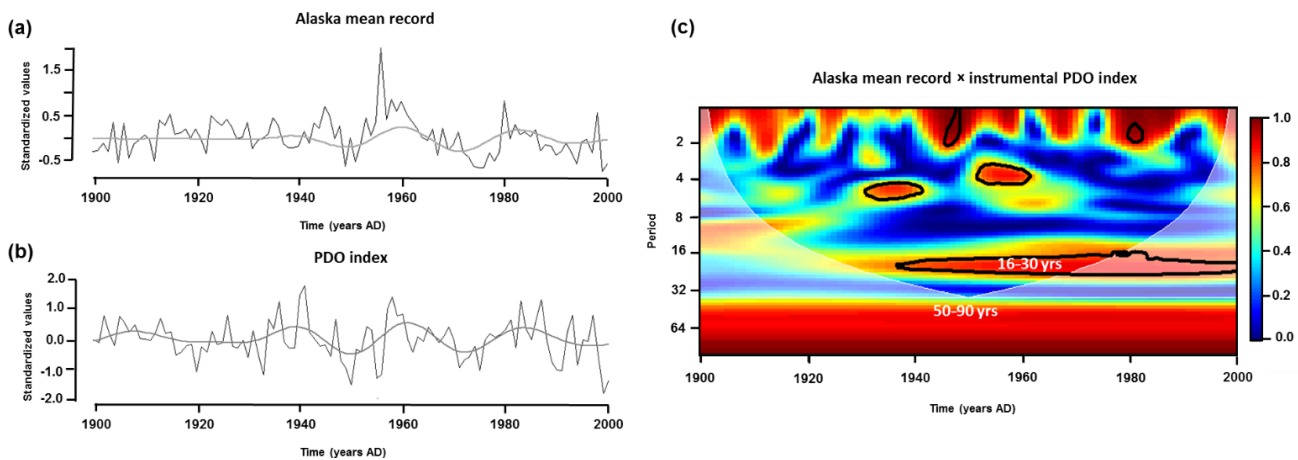 (a)
Alaska mean record
Standardized values
1.5
0.5
-0.5
1900 1920 1940 1960 1980 2000
Time (years AD)
(b)
PDO index
Standardized values
2.0
1.0
0.0
-1.0
-2.0
1900 1920 1940 1960 1980 2000
Time (years AD)
(c)
Alaska mean record × instrumental PDO index
Period
2
4
8
16
32
64
16-30 yrs
50-90 yrs
1900 1920 1940 1960 1980 2000
Time (years AD)
1.0
0.8
0.6
0.4
0.2
0.0